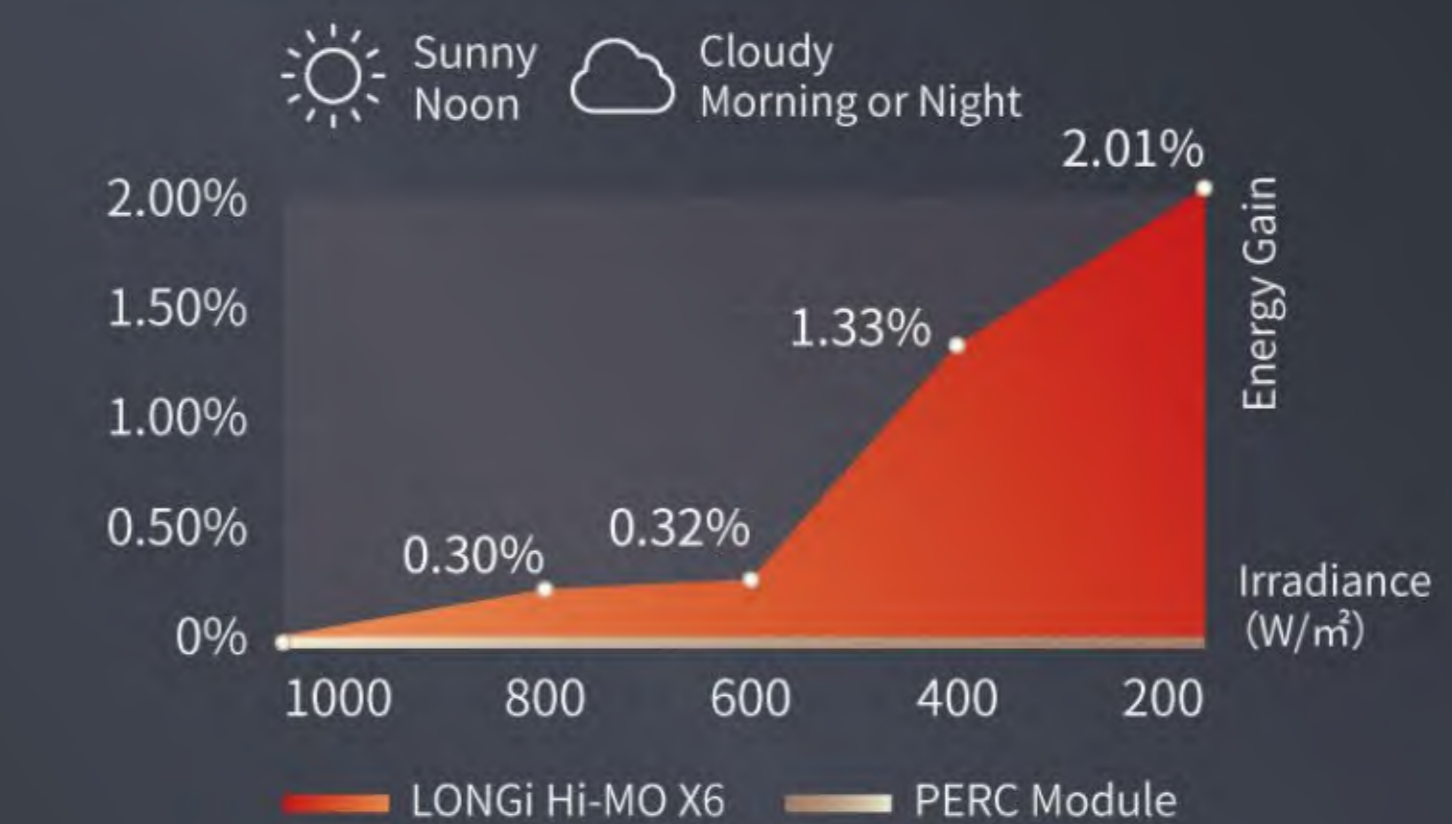 Sunny
Noon
Cloudy
Morning or Night
2.01%
2.00%
1.50%
1.33%
1.00%
0.50%
0.30%
0.32%
0%
Energy Gain
Irradiance
(W/㎡)
1000 800 600 400 200
LONGi Hi-MO X6 PERC Module